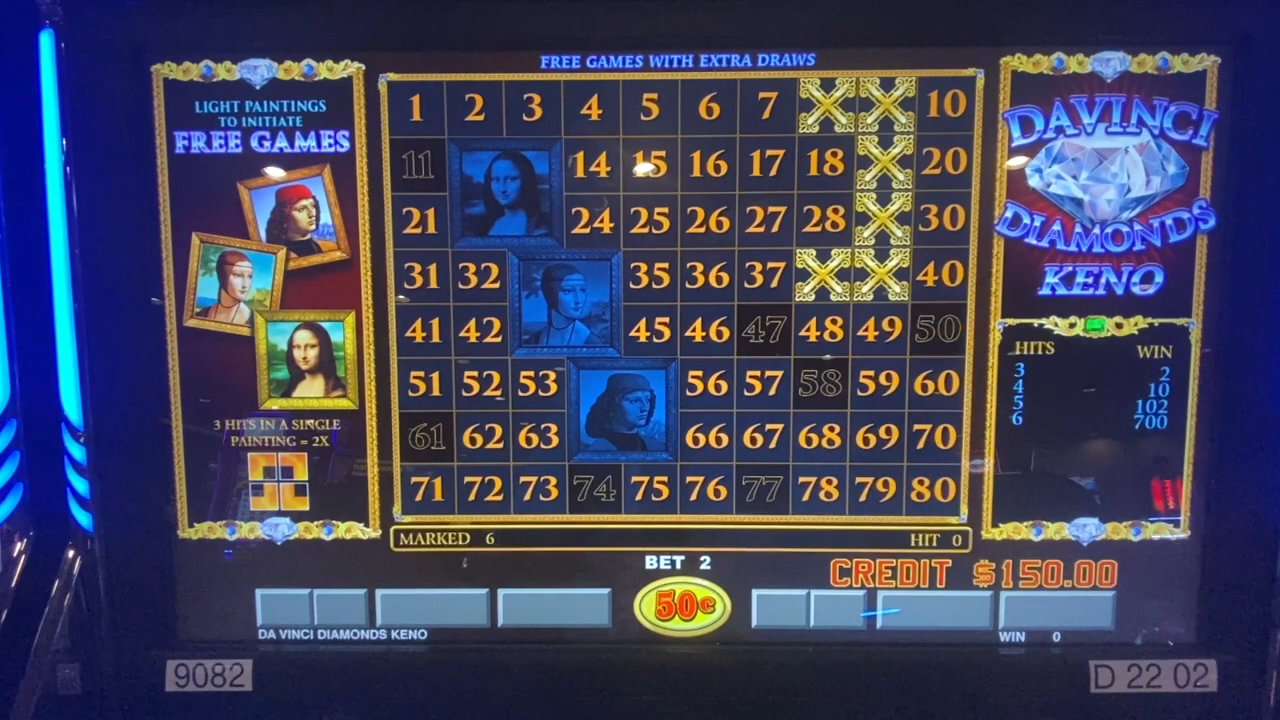 FREE GAMES WITH EXTRA DRAWS
LIGHT PAINTINGS
TO INITIATE
FREE GAMES
3 HITS IN A SINGLE
PAINTING = 2X
1 2 3 4 5 6 7 10
11 14 15 16 17 18 20
21 24 25 26 27 28 30
31 32 35 36 37 40
41 42 45 46 47 48 49 50
51 52 53 56 57 58 59 60
61 62 63 66 67 68 69 70
71 72 73 74 75 76 77 78 79 80
MARKED 6 HIT 0
DAVINCI
DIAMONDS
KENO
HITS WIN
3 2
4 10
5 102
6 700
BET 2
CREDIT $150.00
50¢
DA VINCI DIAMONDS KENO
WIN 0
9082
D 22 02